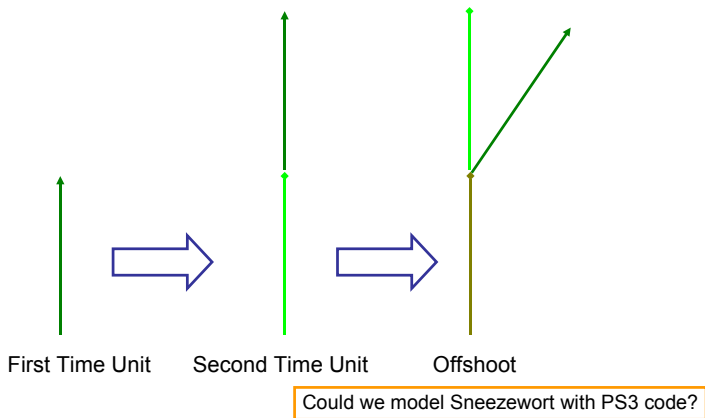 First Time Unit
Second Time Unit
Offshoot
Could we model Sneezewort with PS3 code?